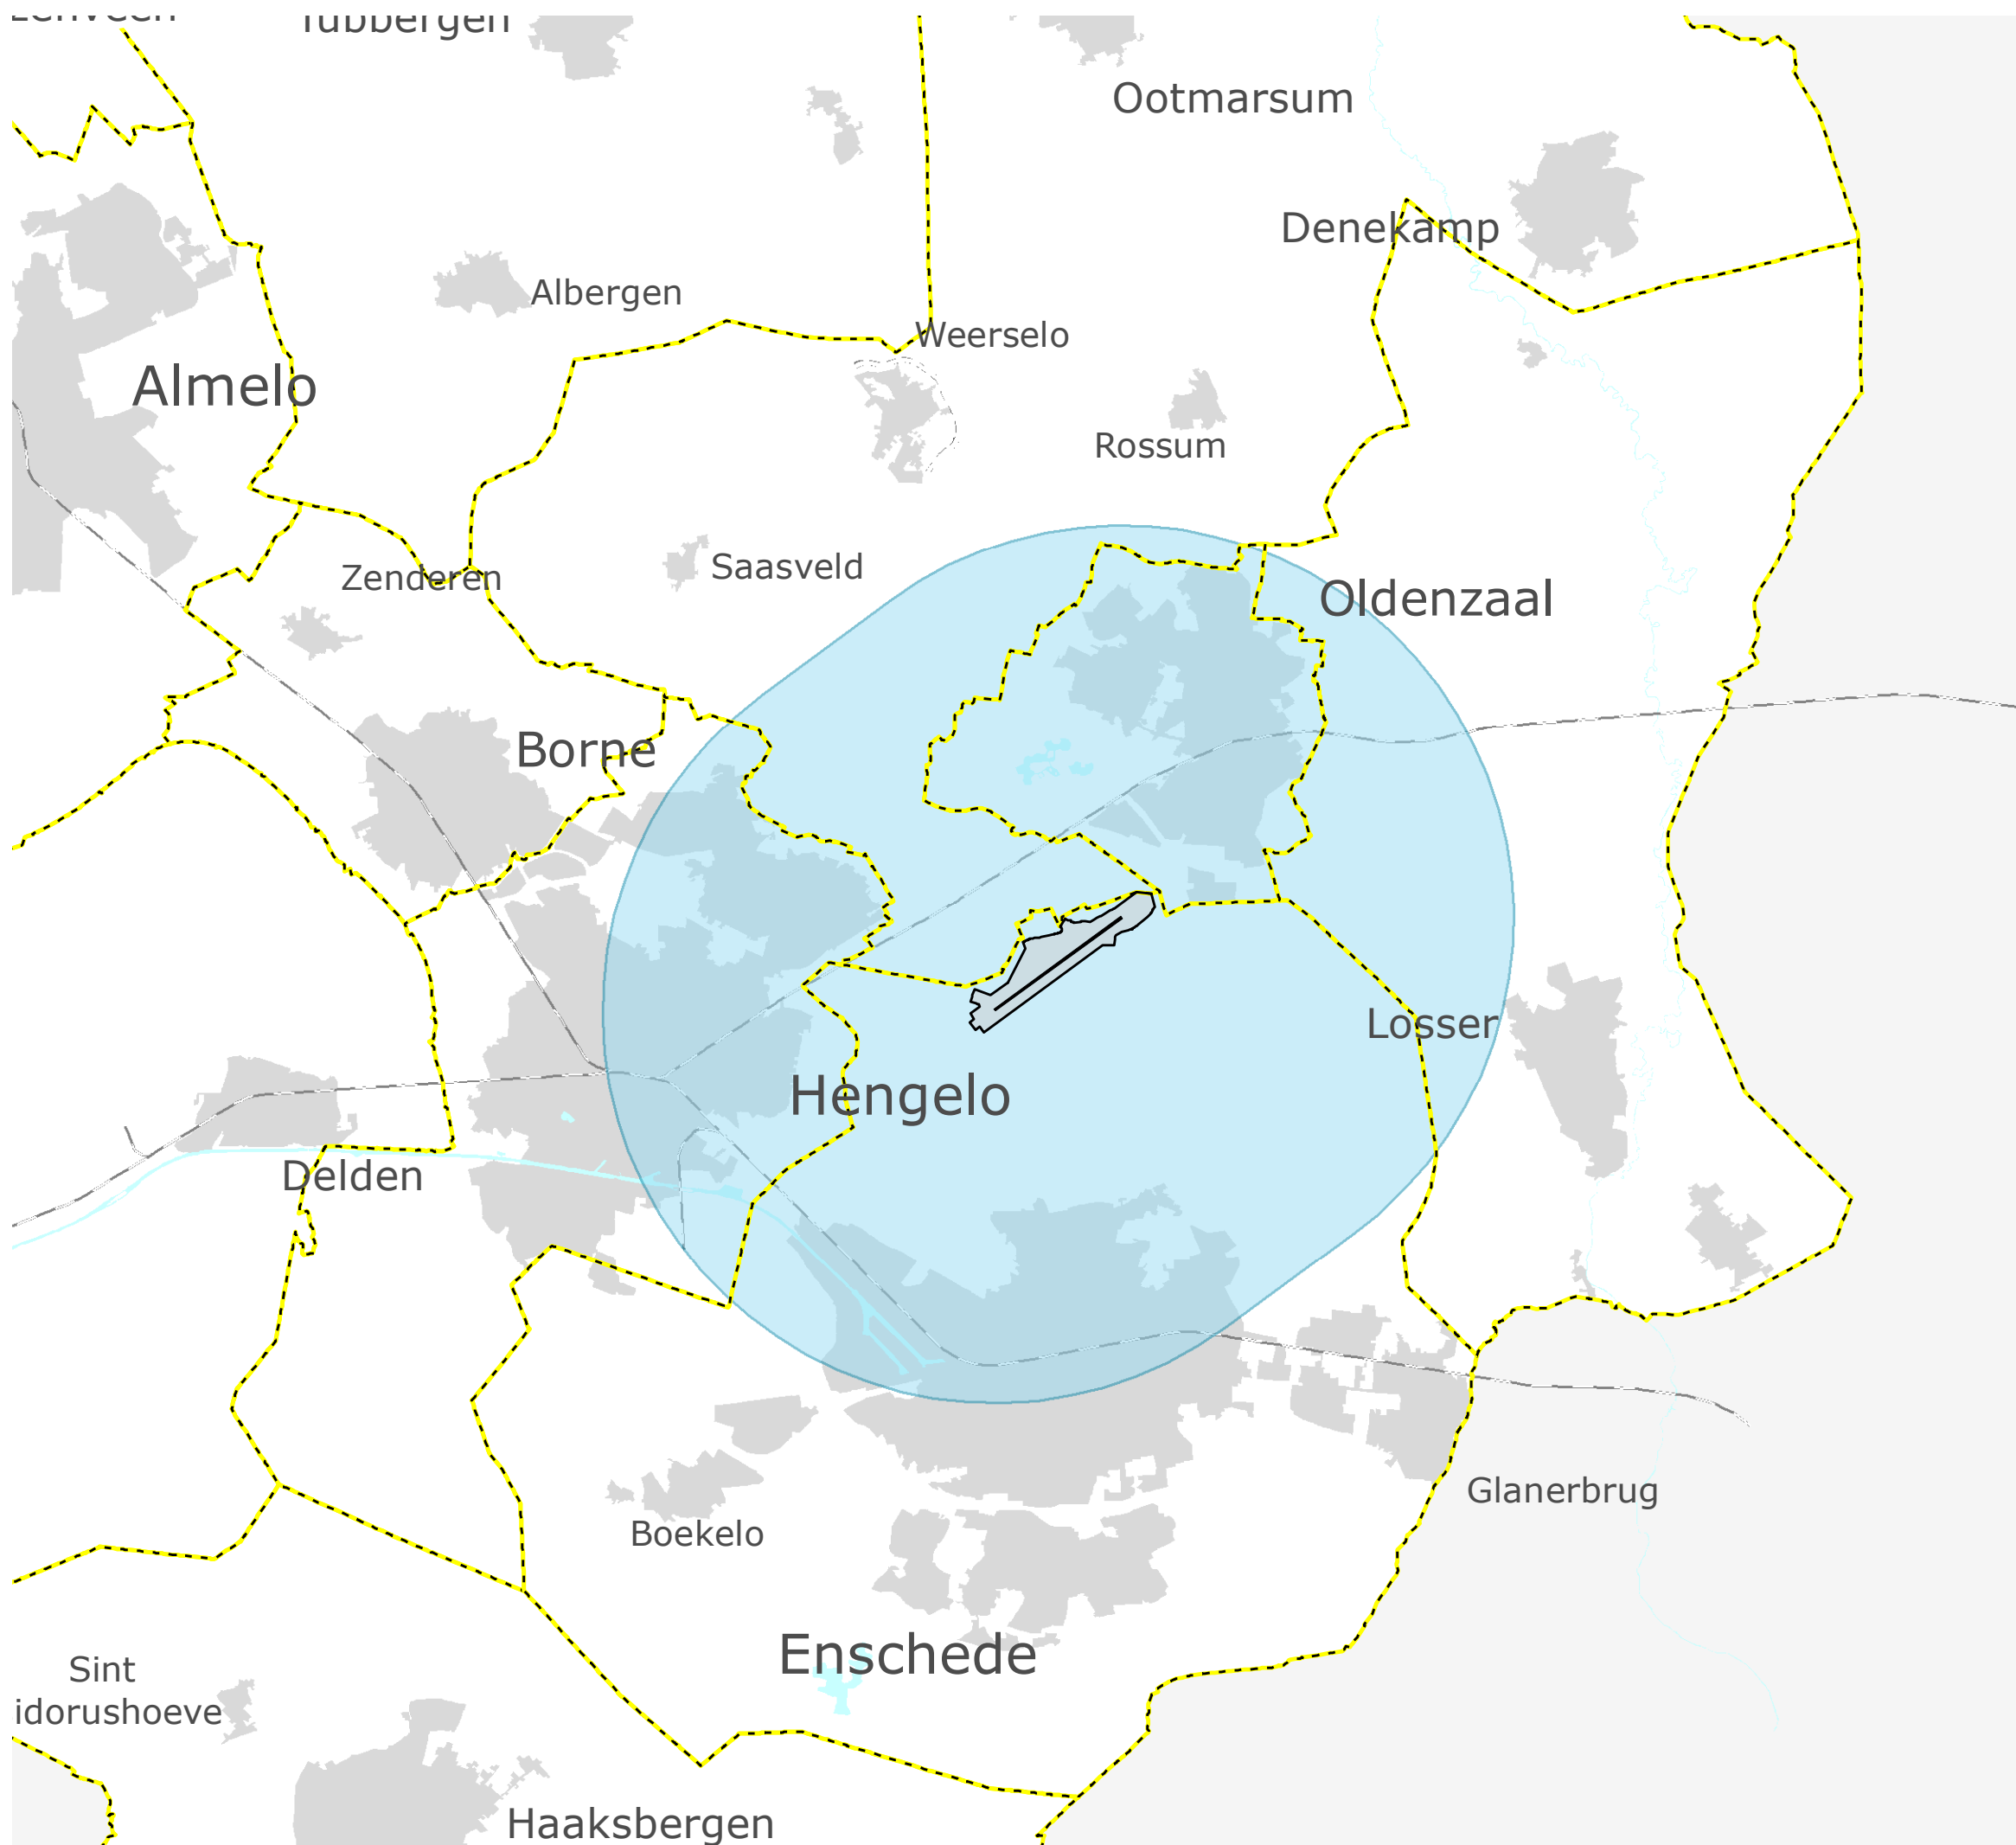 Tubbergen
Ootmarsum
Denekamp
Albergen
Weerselo
Almelo
Rossum
Zenderen
Saasveld
Oldenzaal
Borne
Losser
Hengelo
Delden
Glanerbrug
Boekelo
Enschede
Sint
idorushoeve
Haaksbergen